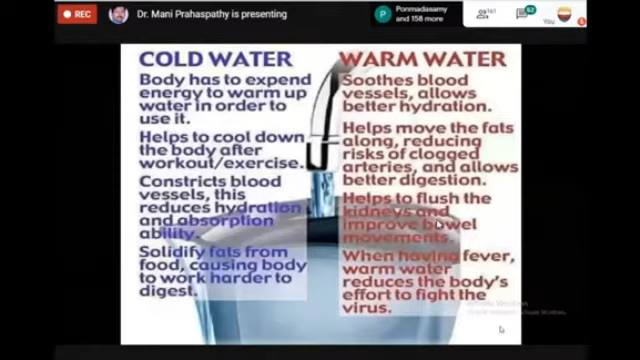 REC
Dr. Mani Prahaspathy is presenting
P
Ponmadasamy
and 158 more
161
62
You
COLD WATER
Body has to expend
energy to warm up
water in order to
use it.
Helps to cool down
the body after
workout/exercise.
Constricts blood
vessels, this
reduces hydration
and absorption
ability.
Solidify fats from
food, causing body
to work harder to
digest.
WARM WATER
Soothes blood
vessels, allows
better hydration.
Helps move the fats
along, reducing
risks of clogged
arteries, and allows
better digestion.
Helps to flush the
kidneys and
improve bowel
movements.
When having fever,
warm water
reduces the body's
effort to fight the
virus.